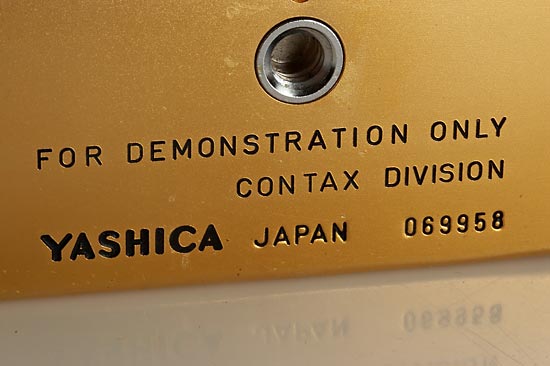 FOR DEMONSTRATION ONLY
CONTAX DIVISION
YASHICA JAPAN 069958